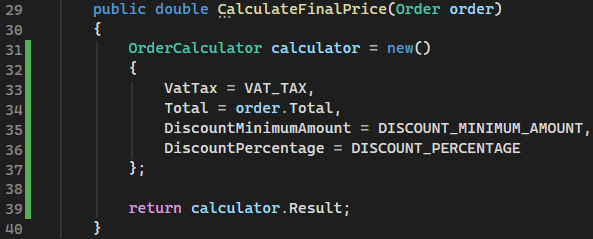 29 public double CalculateFinalPrice(Order order)
30 {
31 OrderCalculator calculator = new()
32 {
33 VatTax = VAT_TAX,
34 Total = order.Total,
35 DiscountMinimumAmount = DISCOUNT_MINIMUM_AMOUNT,
36 DiscountPercentage = DISCOUNT_PERCENTAGE
37 };
38
39 return calculator.Result;
40 }